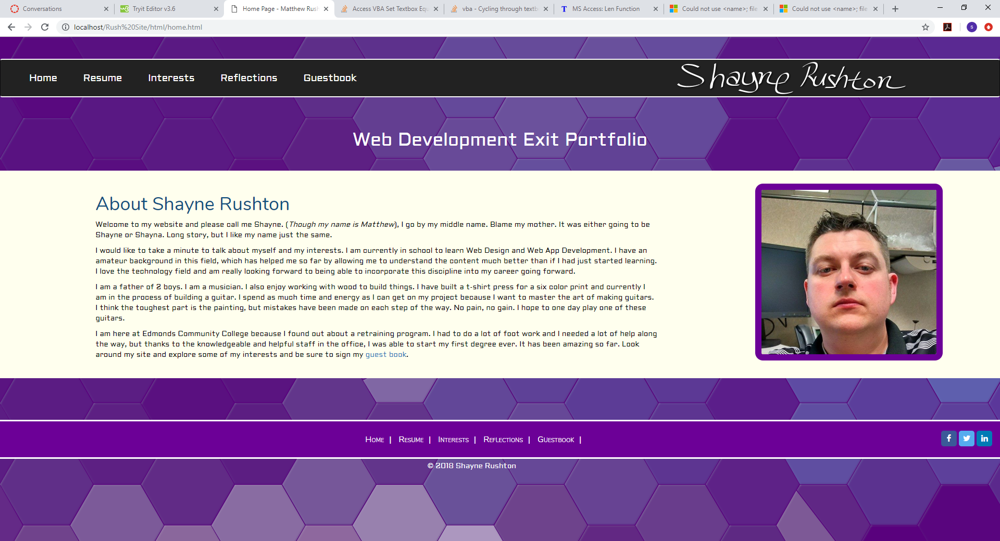 Conversations
Tryit Editor v3.6
Home Page - Matthew Rush
Access VBA Set Textbox Equ
vba - Cycling through textb
MS Access: Len Function
Could not use <name>; file
Could not use <name>; file
localhost/Rush%20Site/html/home.html
S
Home Resume Interests Reflections Guestbook
Shayne Rushton
Web Development Exit Portfolio
About Shayne Rushton
Welcome to my website and please call me Shayne. (Though my name is Matthew), I go by my middle name. Blame my mother. It was either going to be
Shayne or Shayna. Long story, but I like my name just the same.
I would like to take a minute to talk about myself and my interests. I am currently in school to learn Web Design and Web App Development. I have an
amateur background in this field, which has helped me so far by allowing me to understand the content much better than if I had just started learning.
I love the technology field and am really looking forward to being able to incorporate this discipline into my career going forward.
I am a father of 2 boys. I am a musician. I also enjoy working with wood to build things. I have built a t-shirt press for a six color print and currently I
am in the process of building a guitar. I spend as much time and energy as I can get on my project because I want to master the art of making guitars.
I think the toughest part is the painting, but mistakes have been made on each step of the way. No pain, no gain. I hope to one day play one of these
guitars.
I am here at Edmonds Community College because I found out about a retraining program. I had to do a lot of foot work and I needed a lot of help along
the way, but thanks to the knowledgeable and helpful staff in the office, I was able to start my first degree ever. It has been amazing so far. Look
around my site and explore some of my interests and be sure to sign my guest book.
Home | Resume | Interests | Reflections | Guestbook |
© 2018 Shayne Rushton